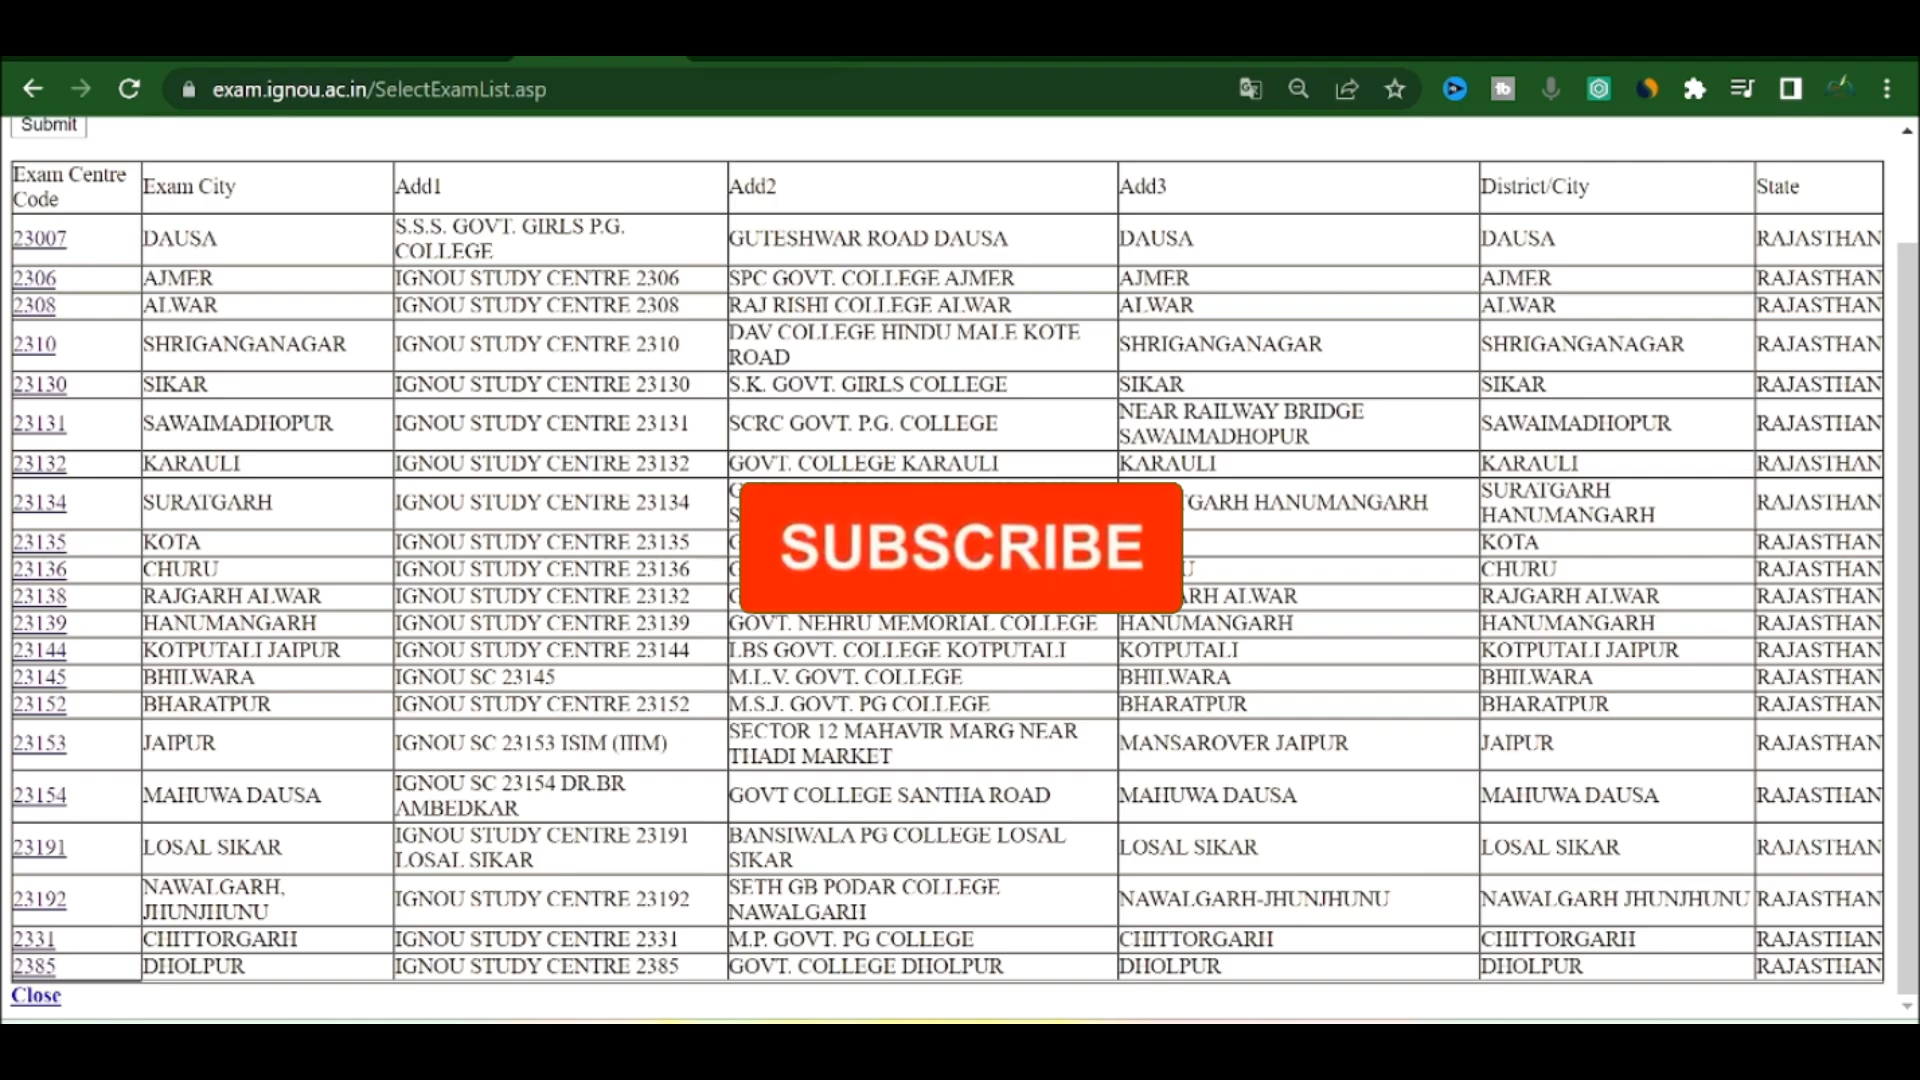 exam.ignou.ac.in/SelectExamList.asp
Submit
Exam Centre Code Exam City Add1 Add2 Add3 District/City State
23007 DAUSA S.S.S. GOVT. GIRLS P.G. COLLEGE GUTESHWAR ROAD DAUSA DAUSA DAUSA RAJASTHAN
2306 AJMER IGNOU STUDY CENTRE 2306 SPC GOVT. COLLEGE AJMER AJMER AJMER RAJASTHAN
2308 ALWAR IGNOU STUDY CENTRE 2308 RAJ RISHI COLLEGE ALWAR ALWAR ALWAR RAJASTHAN
2310 SHRIGANGANAGAR IGNOU STUDY CENTRE 2310 DAV COLLEGE HINDU MALE KOTE ROAD SHRIGANGANAGAR SHRIGANGANAGAR RAJASTHAN
23130 SIKAR IGNOU STUDY CENTRE 23130 S.K. GOVT. GIRLS COLLEGE SIKAR SIKAR RAJASTHAN
23131 SAWAIMADHOPUR IGNOU STUDY CENTRE 23131 SCRC GOVT. P.G. COLLEGE NEAR RAILWAY BRIDGE SAWAIMADHOPUR SAWAIMADHOPUR RAJASTHAN
23132 KARAULI IGNOU STUDY CENTRE 23132 GOVT. COLLEGE KARAULI KARAULI KARAULI RAJASTHAN
23134 SURATGARH IGNOU STUDY CENTRE 23134 HANUMANGARH SURATGARH HANUMANGARH RAJASTHAN
23135 KOTA IGNOU STUDY CENTRE 23135 KOTA RAJASTHAN
SUBSCRIBE
23136 CHURU IGNOU STUDY CENTRE 23136 CHURU RAJASTHAN
23138 RAJGARH ALWAR IGNOU STUDY CENTRE 23132 ALWAR RAJGARH ALWAR RAJASTHAN
23139 HANUMANGARH IGNOU STUDY CENTRE 23139 GOVT. NEHRU MEMORIAL COLLEGE HANUMANGARH HANUMANGARH RAJASTHAN
23144 KOTPUTALI JAIPUR IGNOU STUDY CENTRE 23144 LBS GOVT. COLLEGE KOTPUTALI KOTPUTALI KOTPUTALI JAIPUR RAJASTHAN
23145 BHILWARA IGNOU SC 23145 M.L.V. GOVT. COLLEGE BHILWARA BHILWARA RAJASTHAN
23152 BHARATPUR IGNOU STUDY CENTRE 23152 M.S.J. GOVT. PG COLLEGE BHARATPUR BHARATPUR RAJASTHAN
23153 JAIPUR IGNOU SC 23153 ISIM (IIIM) SECTOR 12 MAHAVIR MARG NEAR THADI MARKET MANSAROVER JAIPUR JAIPUR RAJASTHAN
23154 MAHUWA DAUSA IGNOU SC 23154 DR.BR AMBEDKAR GOVT COLLEGE SANTHA ROAD MAHUWA DAUSA MAHUWA DAUSA RAJASTHAN
23191 LOSAL SIKAR IGNOU STUDY CENTRE 23191 LOSAL SIKAR BANSIWALA PG COLLEGE LOSAL SIKAR LOSAL SIKAR LOSAL SIKAR RAJASTHAN
23192 NAWALGARH, JHUNJHUNU IGNOU STUDY CENTRE 23192 SETH GB PODAR COLLEGE NAWALGARH NAWALGARH-JHUNJHUNU NAWALGARH JHUNJHUNU RAJASTHAN
2331 CHITTORGARH IGNOU STUDY CENTRE 2331 M.P. GOVT. PG COLLEGE CHITTORGARH CHITTORGARH RAJASTHAN
2385 DHOLPUR IGNOU STUDY CENTRE 2385 GOVT. COLLEGE DHOLPUR DHOLPUR DHOLPUR RAJASTHAN
Close